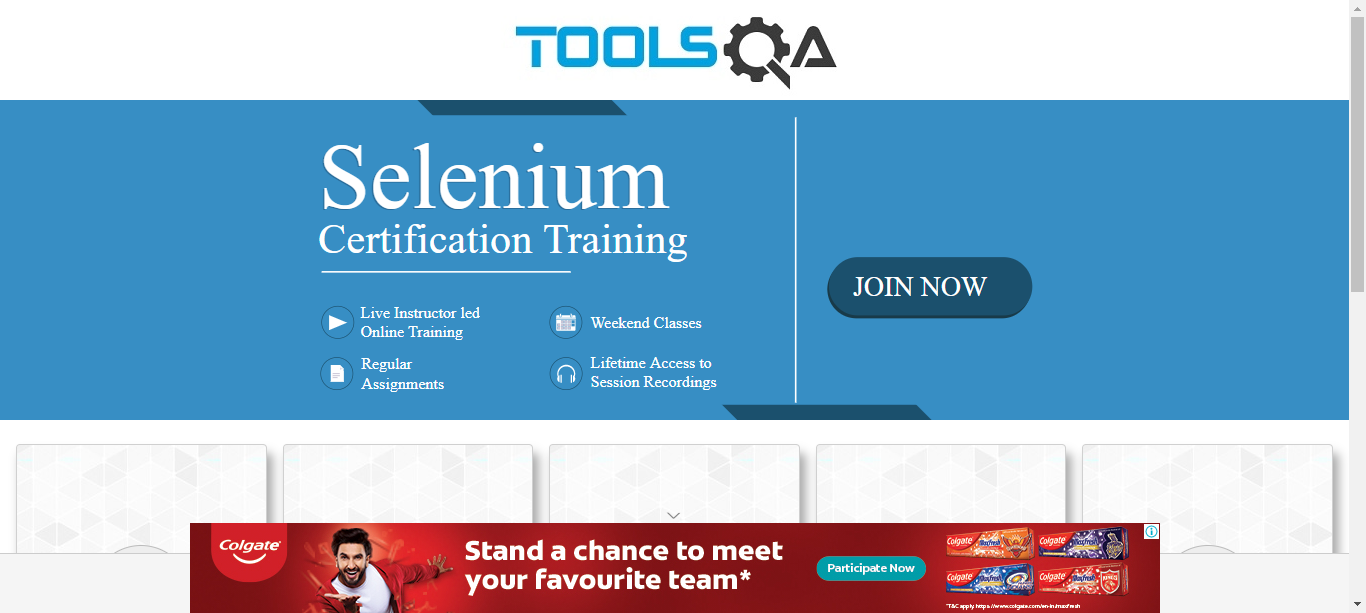 TOOLSQA
Selenium
Certification Training
JOIN NOW
Live Instructor led
Online Training
Weekend Classes
Regular
Assignments
Lifetime Access to
Session Recordings
Colgate
Stand a chance to meet
your favourite team*
Participate Now
Colgate MaxFresh
Colgate MaxFresh
Colgate MaxFresh
Colgate MaxFresh
*T&C apply. https://www.colgate.com/en-in/maxfresh